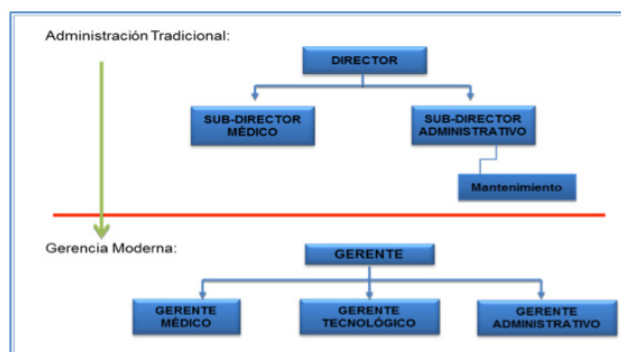 Administración Tradicional:
DIRECTOR
SUB-DIRECTOR
MÉDICO
SUB-DIRECTOR
ADMINISTRATIVO
Mantenimiento
Gerencia Moderna:
GERENTE
GERENTE
MÉDICO
GERENTE
TECNOLÓGICO
GERENTE
ADMINISTRATIVO